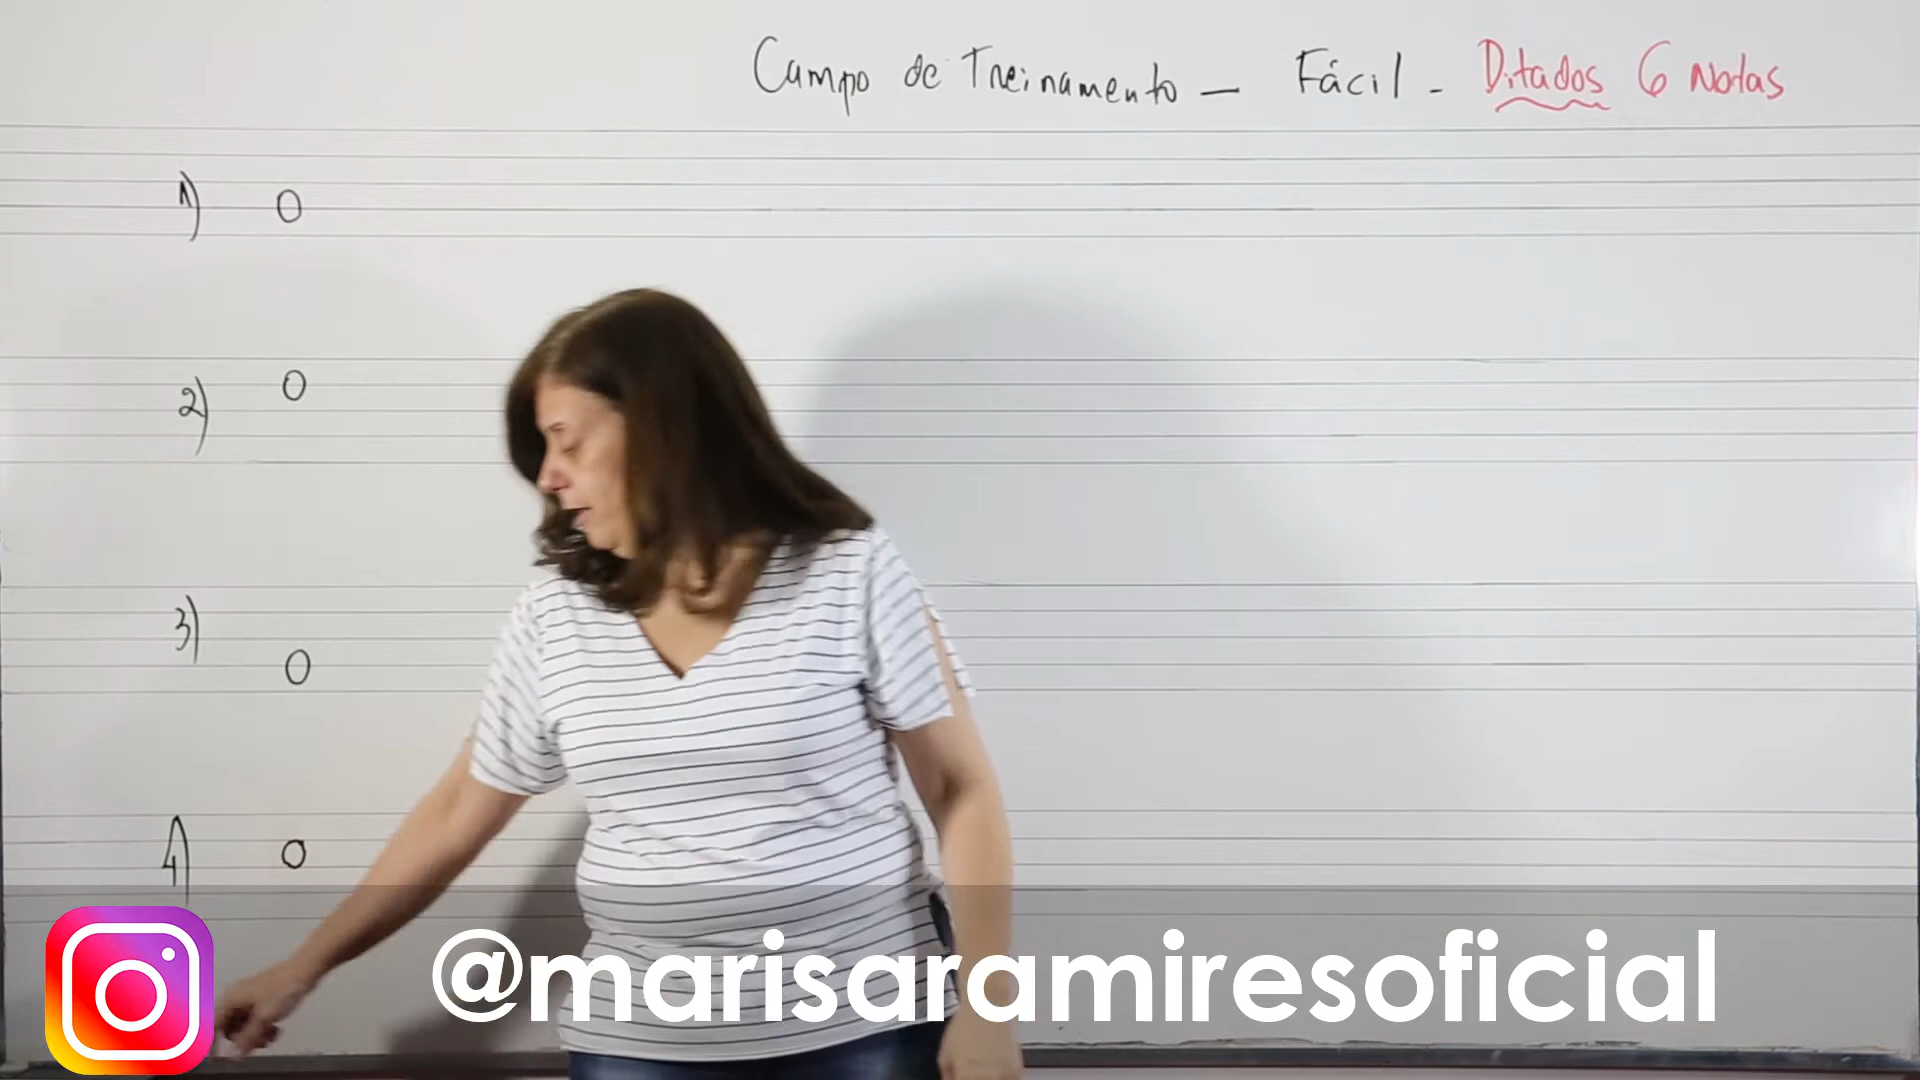 Campo de Treinamento – Fácil - Ditados 6 Notas
1)
2)
3)
4)
@marisaramiresoficial